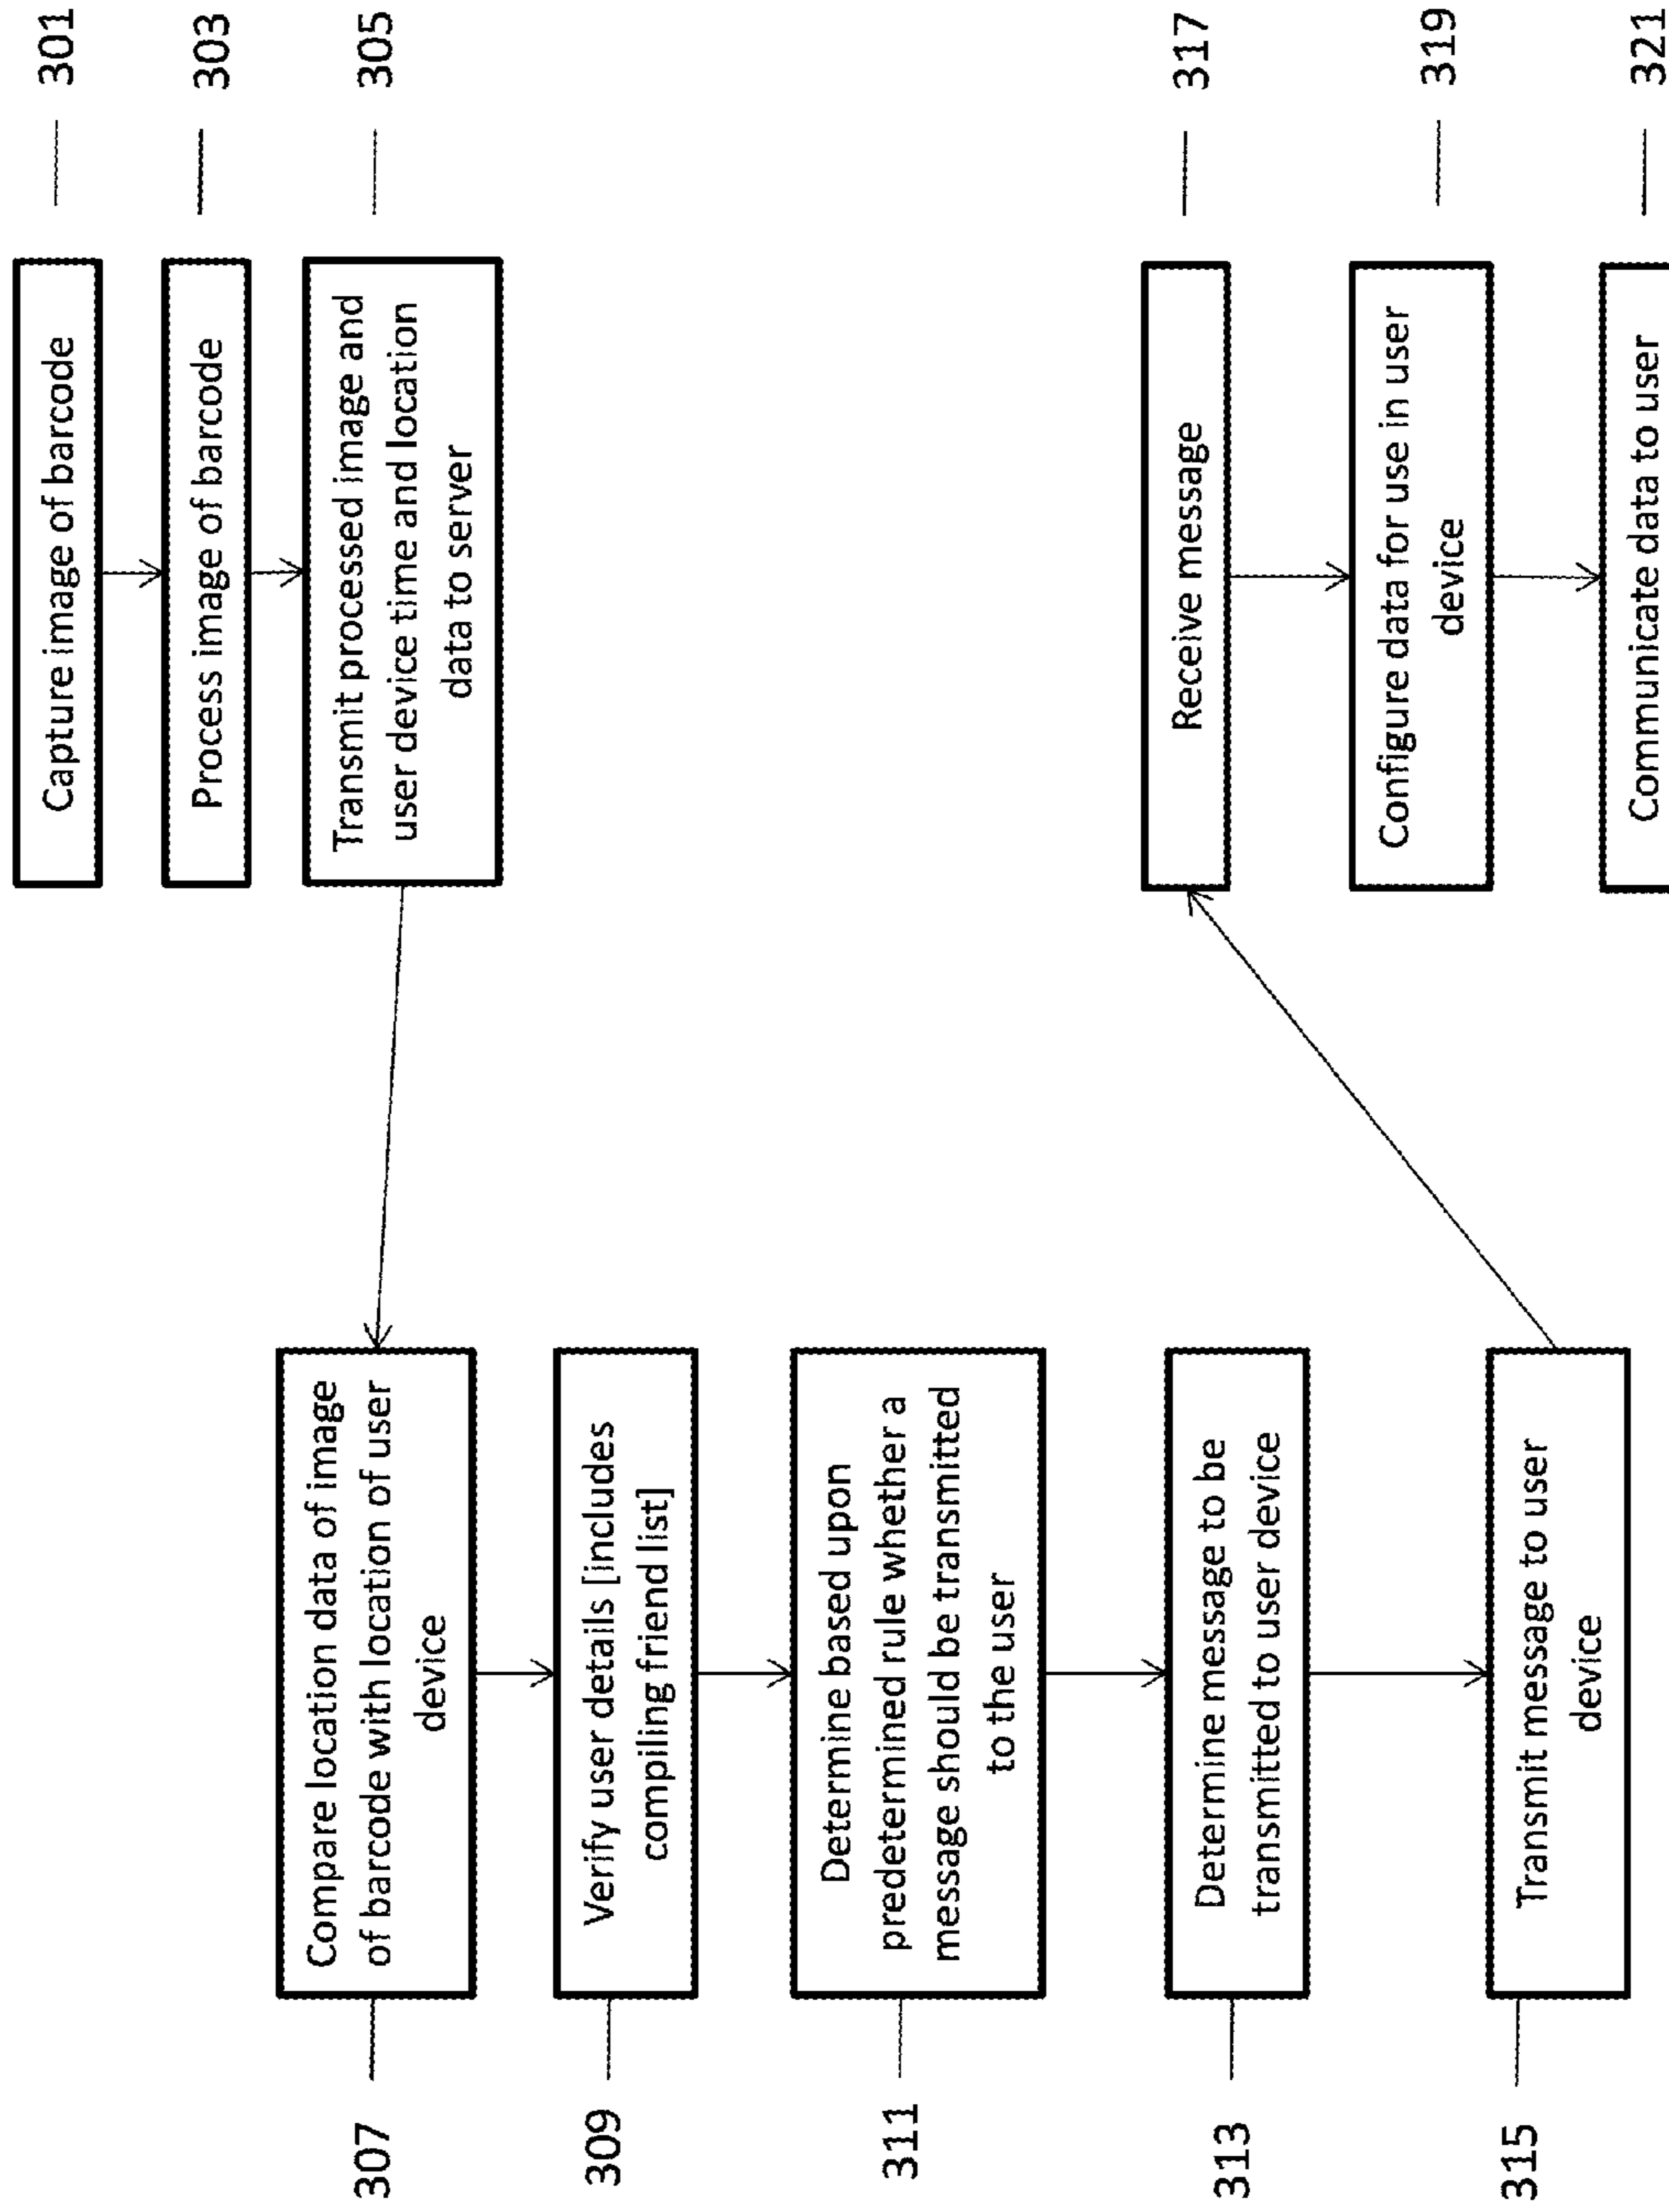 Capture image of barcode
301
Process image of barcode
303
Transmit processed image and
user device time and location
data to server
305
307
Compare location data of image
of barcode with location of user
device
309
Verify user details [includes
compiling friend list]
311
Determine based upon
predetermined rule whether a
message should be transmitted
to the user
313
Determine message to be
transmitted to user device
315
Transmit message to user
device
Receive message
317
Configure data for use in user
device
319
Communicate data to user
321